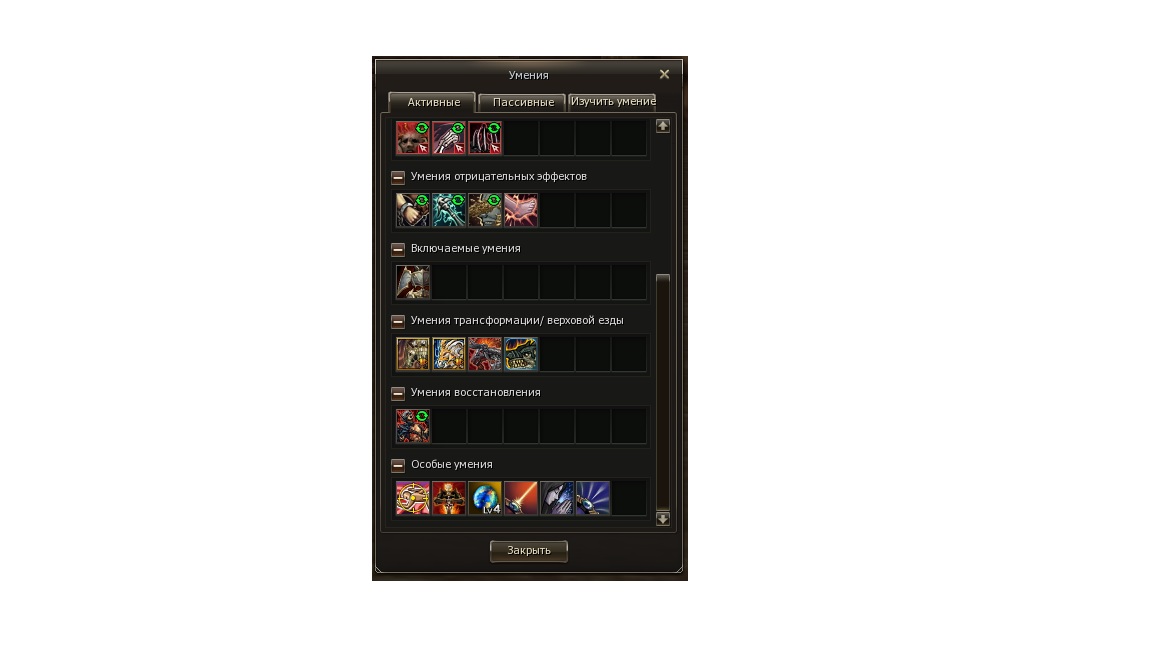 Умения
Активные Пассивные Изучить умение
Умения отрицательных эффектов
Включаемые умения
Умения трансформации/ верховой езды
Умения восстановления
Особые умения
Lv4
Закрыть